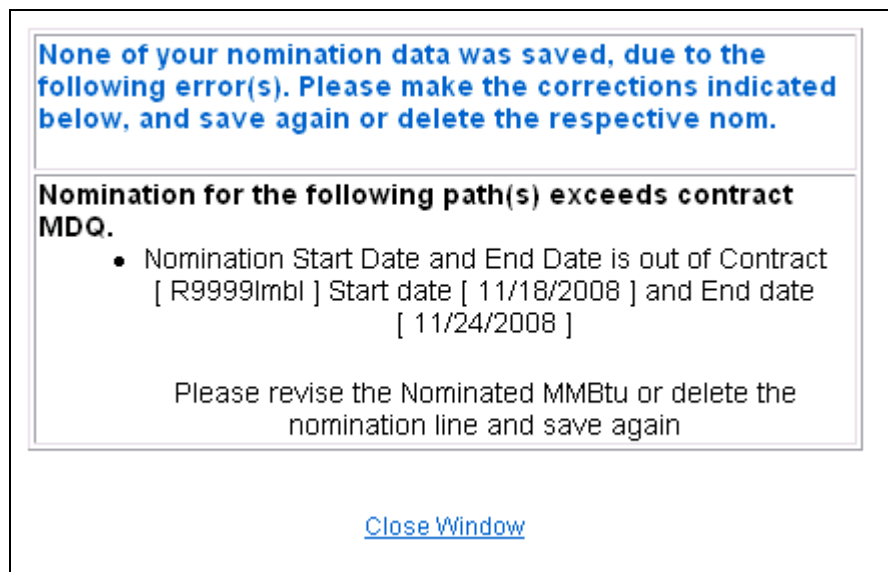 None of your nomination data was saved, due to the
following error(s). Please make the corrections indicated
below, and save again or delete the respective nom.
Nomination for the following path(s) exceeds contract
MDQ.
• Nomination Start Date and End Date is out of Contract
[ R9999Imbl ] Start date [ 11/18/2008 ] and End date
[ 11/24/2008 ]
Please revise the Nominated MMBtu or delete the
nomination line and save again
Close Window